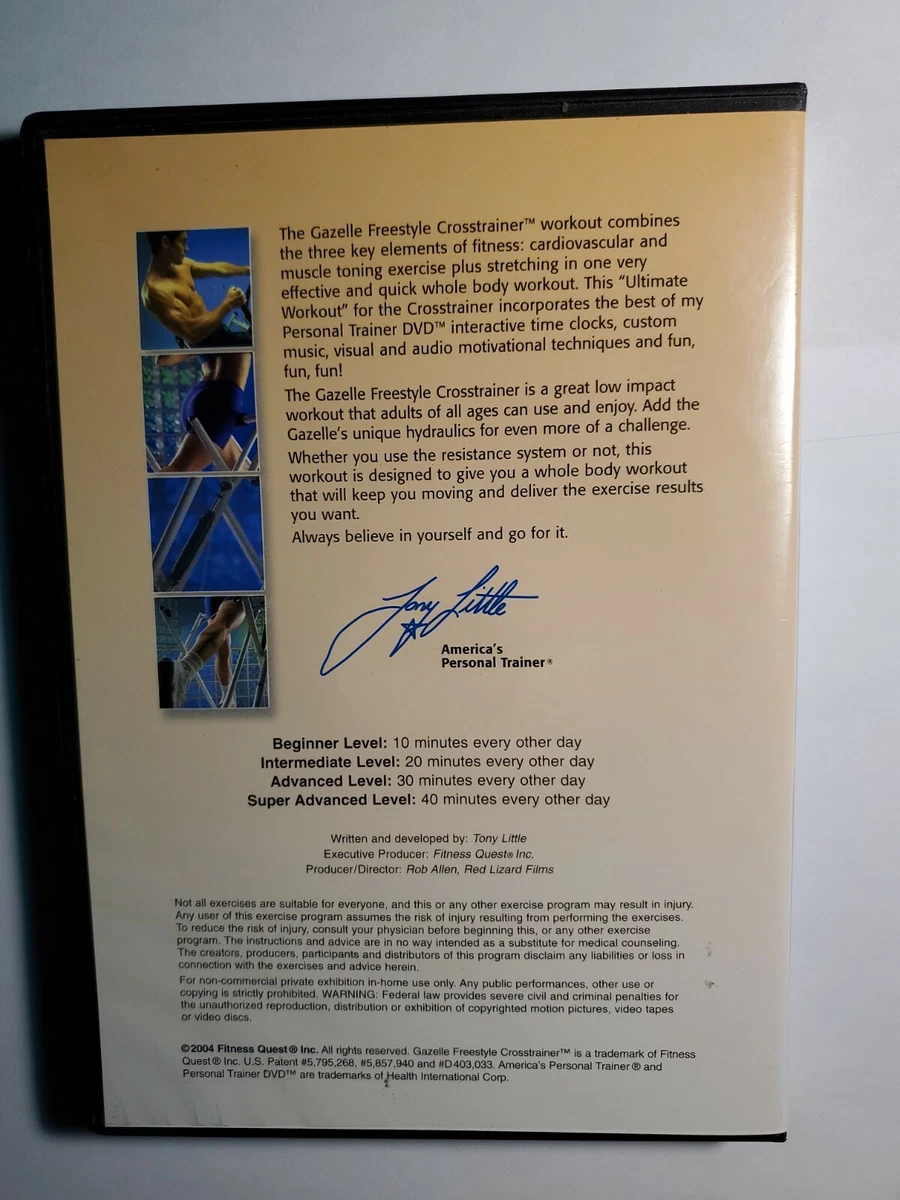 The Gazelle Freestyle Crosstrainer™ workout combines
the three key elements of fitness: cardiovascular and
muscle toning exercise plus stretching in one very
effective and quick whole body workout. This “Ultimate
Workout” for the Crosstrainer incorporates the best of my
Personal Trainer DVD™ interactive time clocks, custom
music, visual and audio motivational techniques and fun,
fun, fun!
The Gazelle Freestyle Crosstrainer is a great low impact
workout that adults of all ages can use and enjoy. Add the
Gazelle’s unique hydraulics for even more of a challenge.
Whether you use the resistance system or not, this
workout is designed to give you a whole body workout
that will keep you moving and deliver the exercise results
you want.
Always believe in yourself and go for it.
Tony Little
America’s
Personal Trainer®
Beginner Level: 10 minutes every other day
Intermediate Level: 20 minutes every other day
Advanced Level: 30 minutes every other day
Super Advanced Level: 40 minutes every other day
Written and developed by: Tony Little
Executive Producer: Fitness Quest® Inc.
Producer/Director: Rob Allen, Red Lizard Films
Not all exercises are suitable for everyone, and this or any other exercise program may result in injury.
Any user of this exercise program assumes the risk of injury resulting from performing the exercises.
To reduce the risk of injury, consult your physician before beginning this, or any other exercise
program. The instructions and advice are in no way intended as a substitute for medical counseling.
The creators, producers, participants and distributors of this program disclaim any liabilities or loss in
connection with the exercises and advice herein.
For non-commercial private exhibition in-home use only. Any public performances, other use or
copying is strictly prohibited. WARNING: Federal law provides severe civil and criminal penalties for
the unauthorized reproduction, distribution or exhibition of copyrighted motion pictures, video tapes
or video discs.
©2004 Fitness Quest® Inc. All rights reserved. Gazelle Freestyle Crosstrainer™ is a trademark of Fitness
Quest® Inc. U.S. Patent #5,795,268, #5,857,940 and #D403,033. America’s Personal Trainer® and
Personal Trainer DVD™ are trademarks of Health International Corp.